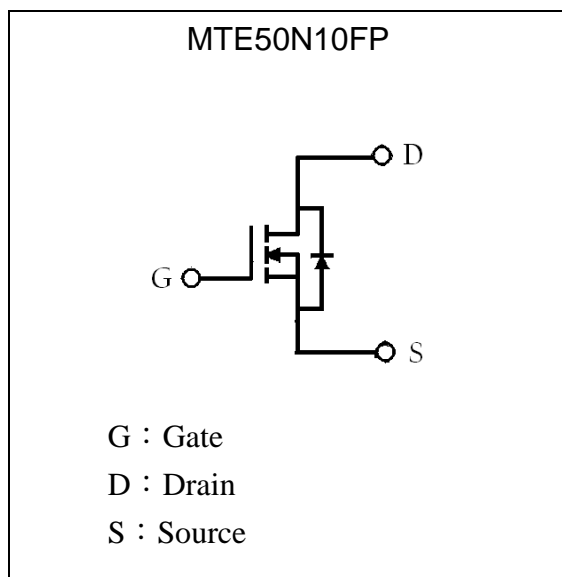 MTE50N10FP
D
G
S
G：Gate
D：Drain
S：Source